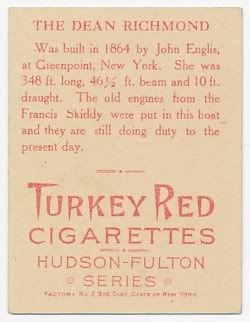 THE DEAN RICHMOND
Was built in 1864 by John Englis,
at Greenpoint, New York. She was
348 ft. long, 46½ ft. beam and 10 ft.
draught. The old engines from the
Francis Skiddy were put in this boat
and they are still doing duty to the
present day.
TURKEY RED
CIGARETTES
HUDSON-FULTON
SERIES
FACTORY NO. 7, 3RD. DIST. STATE OF NEW YORK.